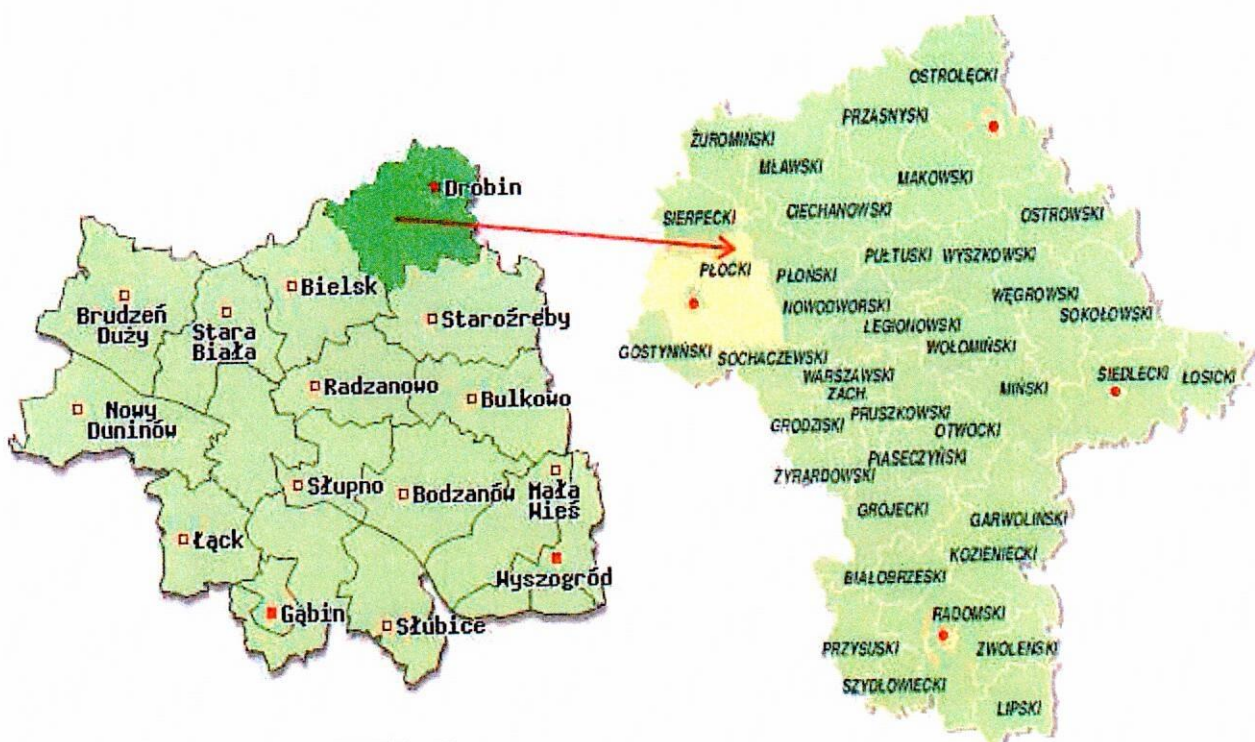 Drobin
Bielsk
Brudzeń
Duży
Stara
Biała
Staroźreby
Radzanowo
Bulkowo
Nowy
Duninów
Słupno
Bodzanów
Mała
Wieś
Łąck
Wyszogród
Gąbin
Słubice
OSTROŁĘCKI
PRZASNYSKI
ŻUROMIŃSKI
MŁAWSKI
MAKOWSKI
SIERPECKI
CIECHANOWSKI
OSTROWSKI
PŁOCKI
PŁOŃSKI
PUŁTUSKI
WYSZKOWSKI
NOWODWORSKI
WĘGROWSKI
SOKOŁOWSKI
LEGIONOWSKI
GOSTYNIŃSKI
SOCHACZEWSKI
WOŁOMIŃSKI
WARSZAWSKI
ZACH.
MIŃSKI
SIEDLECKI
ŁOSICKI
PRUSZKOWSKI
GRODZISKI
OTWOCKI
PIASECZYŃSKI
ŻYRARDOWSKI
GRÓJECKI
GARWOLIŃSKI
KOZIENIECKI
BIAŁOBRZESKI
RADOMSKI
PRZYSUSKI
ZWOLEŃSKI
SZYDŁOWIECKI
LIPSKI